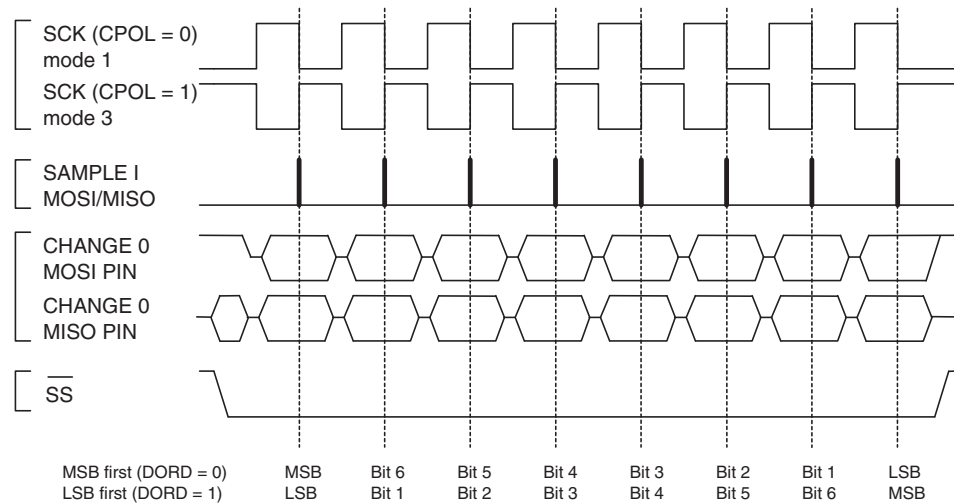 SCK (CPOL = 0)
mode 1
SCK (CPOL = 1)
mode 3
SAMPLE I
MOSI/MISO
CHANGE 0
MOSI PIN
CHANGE 0
MISO PIN
SS
MSB first (DORD = 0) MSB Bit 6 Bit 5 Bit 4 Bit 3 Bit 2 Bit 1 LSB
LSB first (DORD = 1) LSB Bit 1 Bit 2 Bit 3 Bit 4 Bit 5 Bit 6 MSB